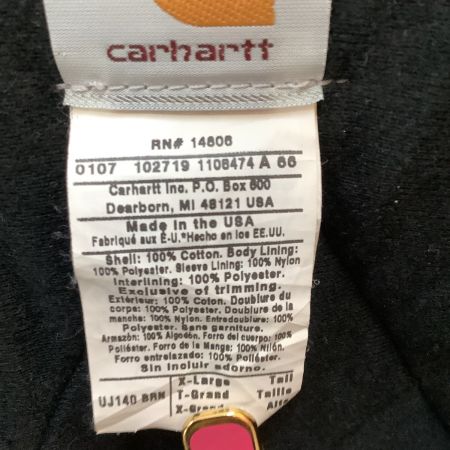 carhartt
RN# 14806
0107 102719 1108474 A 66
Carhartt Inc. P.O. Box 600
Dearborn, MI 48121 USA
Made in the USA
Fabriqué aux É-U.*Hecho en los EE.UU.
Shell: 100% Cotton. Body Lining:
100% Polyester. Sleeve Lining: 100% Nylon
Interlining: 100% Polyester.
Exclusive of trimming.
Extérieur: 100% Coton. Doublure du
corps: 100% Polyester. Doublure de la
manche: 100% Nylon. Entredoublure: 100%
Polyester. Sans garniture.
Armazón: 100% Algodón. Forro del cuerpo: 100%
Poliéster. Forro de la Manga: 100% Nilón.
Forro entrelazado: 100% Poliéster.
Sin incluir adorno.
X-Large Tall
UJ140 BRN T-Grand Taille
X-Grand